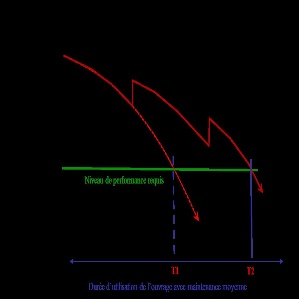 Niveau de performance requis
T1
T2
Durée d'utilisation de l'ouvrage avec maintenance moyenne